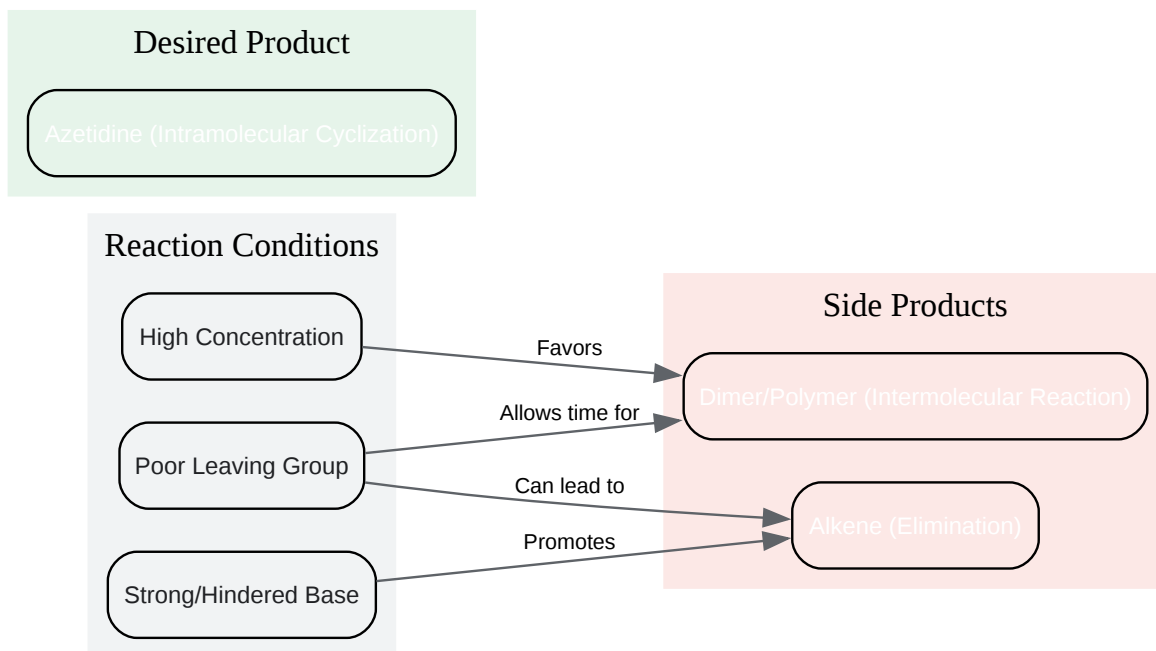 Desired Product
Azetidine (Intramolecular Cyclization)
Reaction Conditions
High Concentration
Poor Leaving Group
Strong/Hindered Base
Favors
Allows time for
Can lead to
Promotes
Side Products
Dimer/Polymer (Intermolecular Reaction)
Alkene (Elimination)